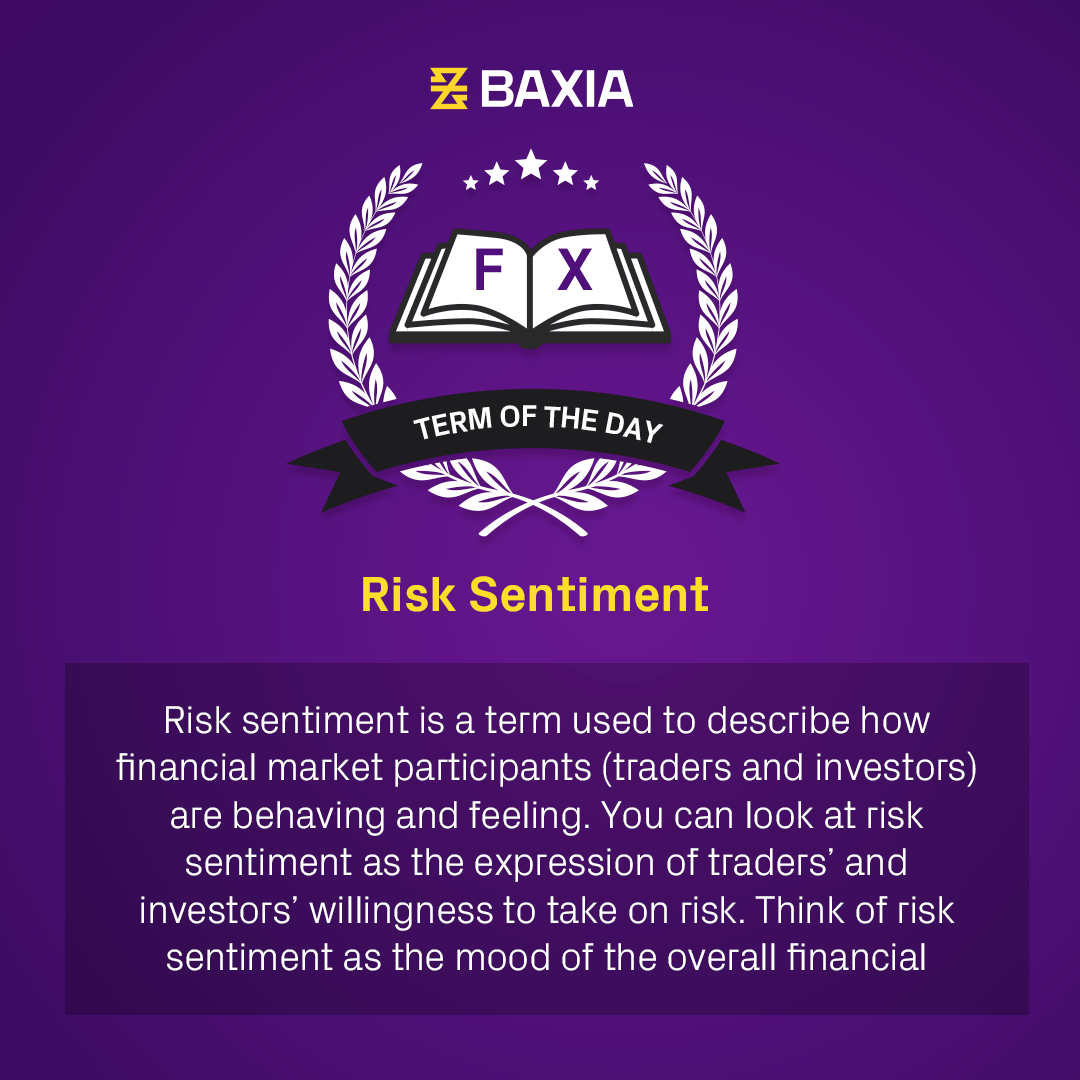 BAXIA
F X
TERM OF THE DAY
Risk Sentiment
Risk sentiment is a term used to describe how
financial market participants (traders and investors)
are behaving and feeling. You can look at risk
sentiment as the expression of traders’ and
investors’ willingness to take on risk. Think of risk
sentiment as the mood of the overall financial